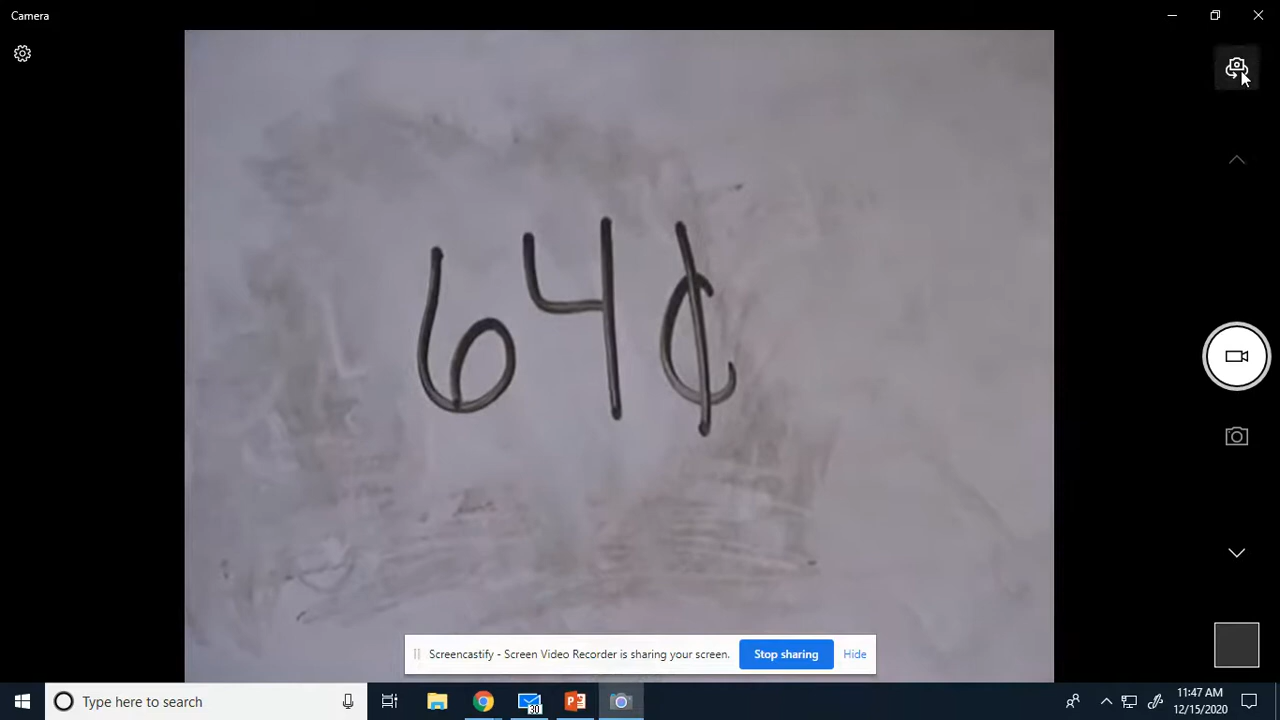 Camera
64¢
Screencastify - Screen Video Recorder is sharing your screen.
Stop sharing
Hide
30
Type here to search
11:47 AM
12/15/2020